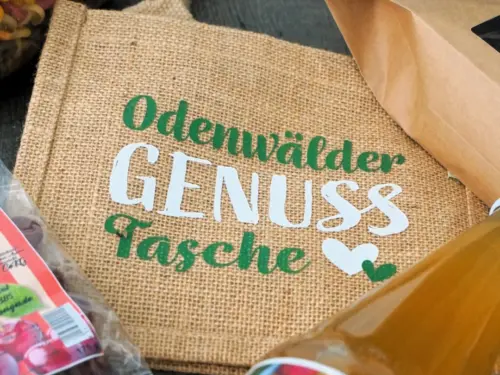 Odenwälder
GENUSS
Tasche